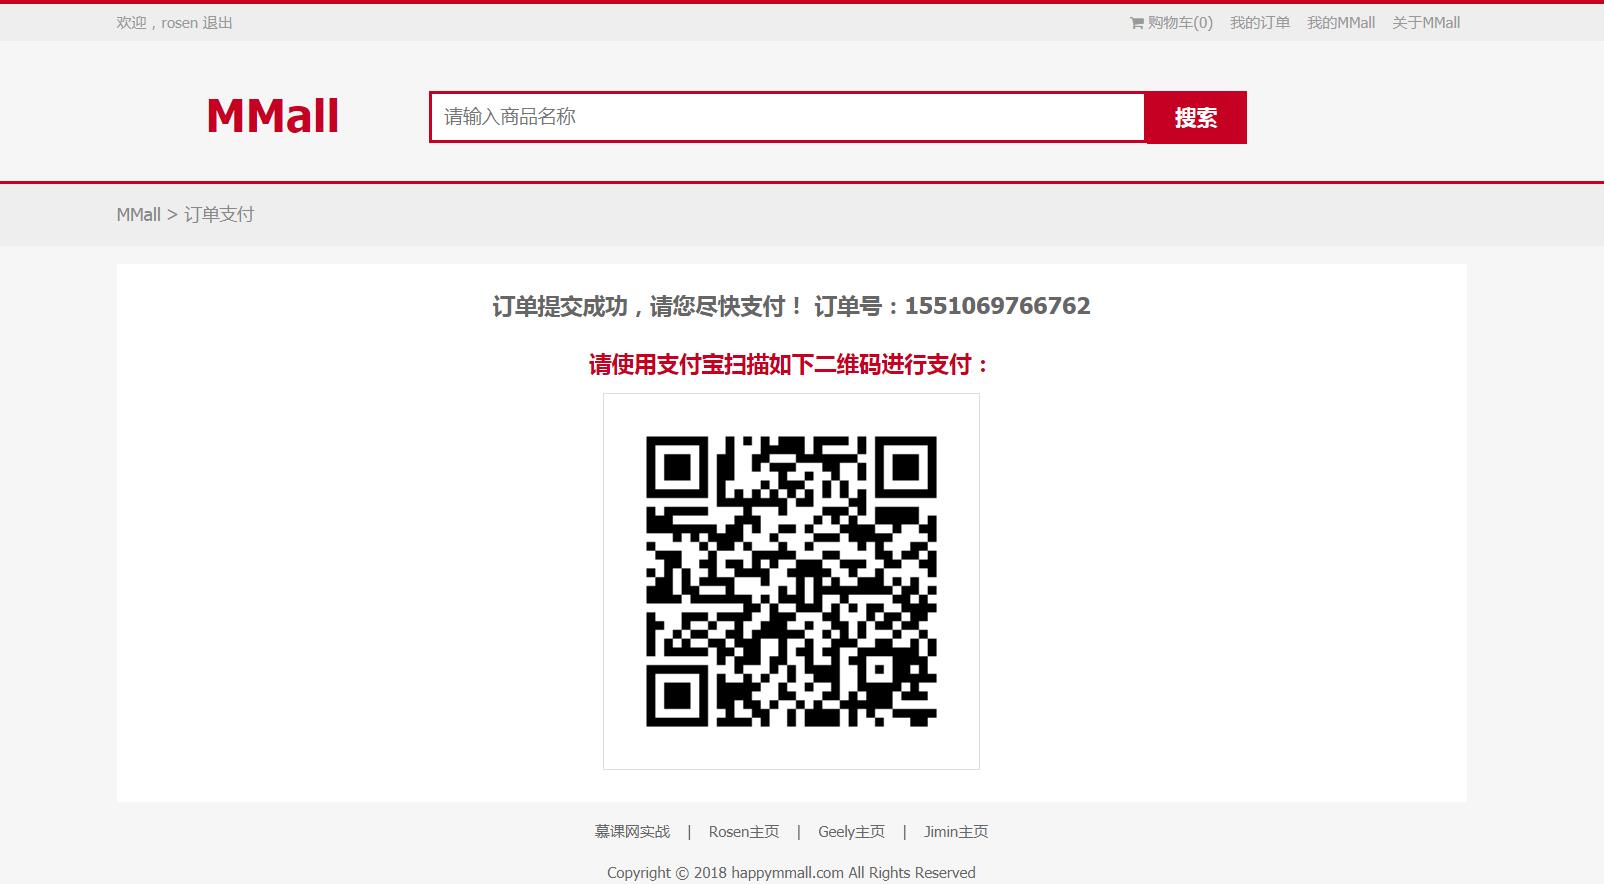 欢迎，rosen 退出
购物车(0) 我的订单 我的MMall 关于MMall
MMall
请输入商品名称
搜索
MMall > 订单支付
订单提交成功，请您尽快支付！ 订单号：1551069766762
请使用支付宝扫描如下二维码进行支付：
慕课网实战 | Rosen主页 | Geely主页 | Jimin主页
Copyright © 2018 happymmall.com All Rights Reserved